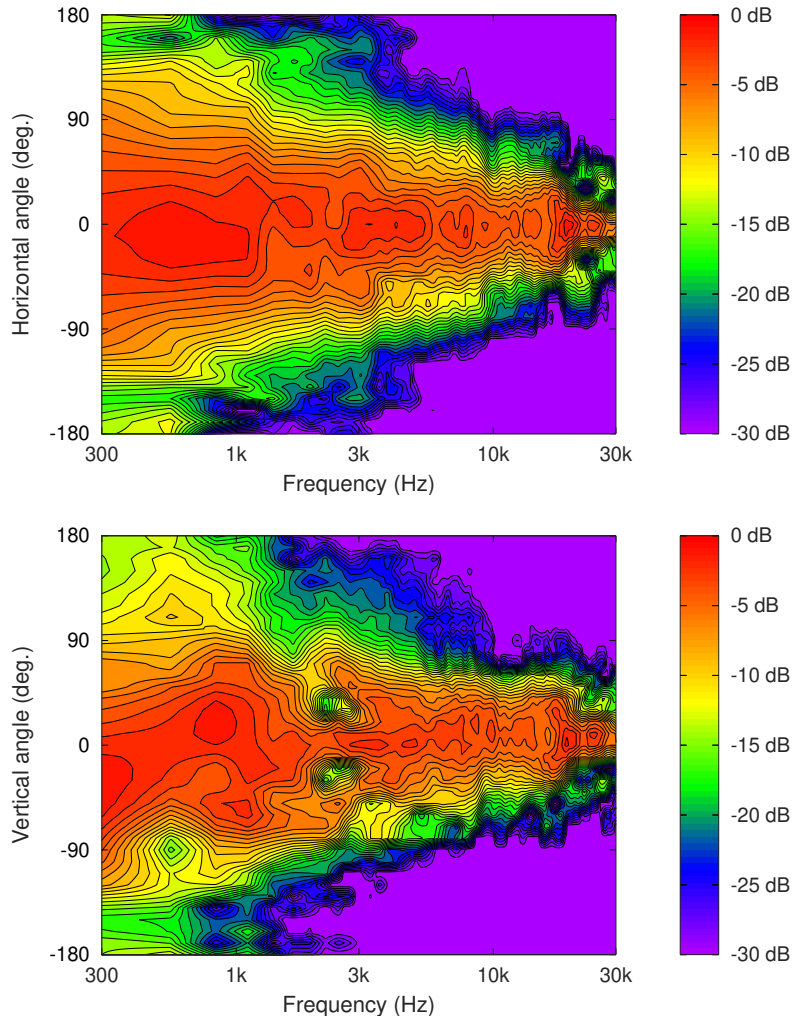 180
90
0
-90
-180
Horizontal angle (deg.)
300
1k
3k
10k
30k
Frequency (Hz)
0 dB
-5 dB
-10 dB
-15 dB
-20 dB
-25 dB
-30 dB
180
90
0
-90
-180
Vertical angle (deg.)
300
1k
3k
10k
30k
Frequency (Hz)
0 dB
-5 dB
-10 dB
-15 dB
-20 dB
-25 dB
-30 dB